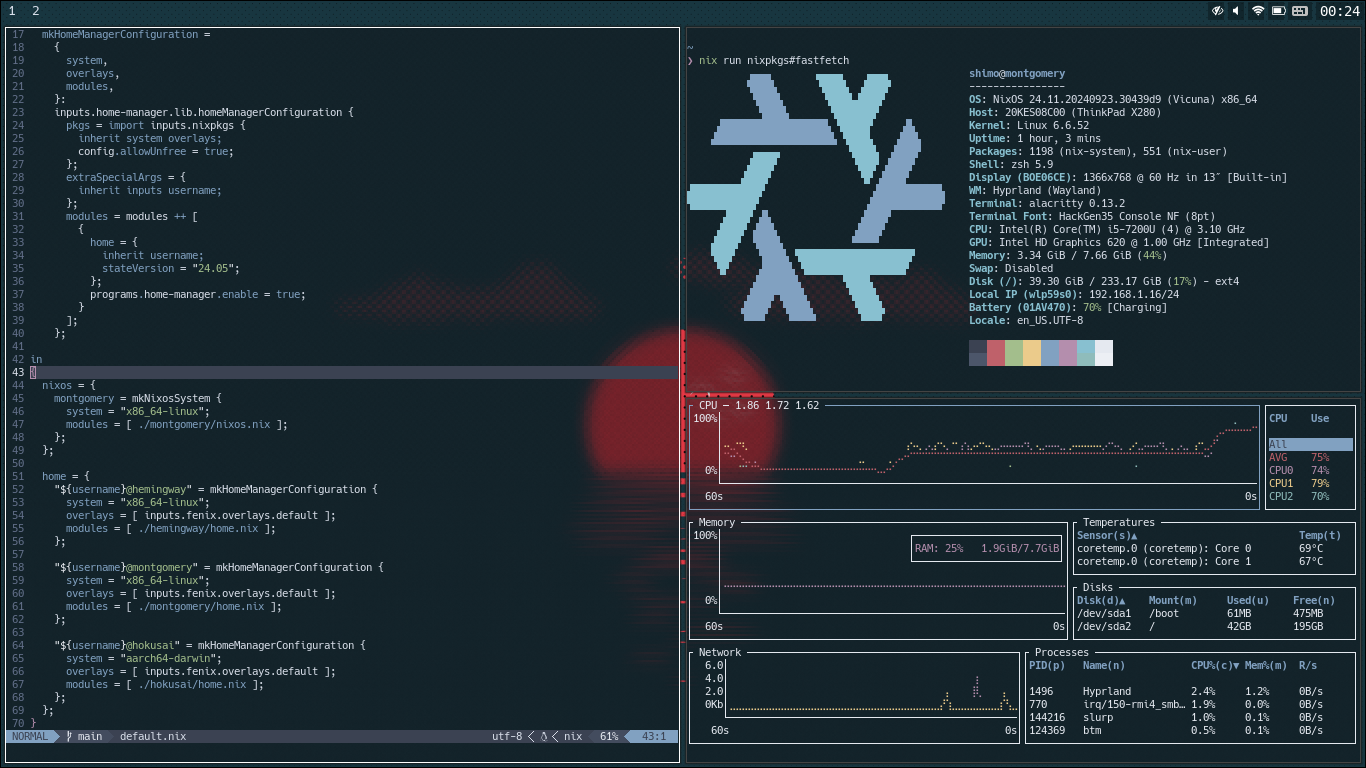 1 2
00:24
17 mkHomeManagerConfiguration =
18 {
19 system,
20 overlays,
21 modules,
22 }:
23 inputs.home-manager.lib.homeManagerConfiguration {
24 pkgs = import inputs.nixpkgs {
25 inherit system overlays;
26 config.allowUnfree = true;
27 };
28 extraSpecialArgs = {
29 inherit inputs username;
30 };
31 modules = modules ++ [
32 {
33 home = {
34 inherit username;
35 stateVersion = "24.05";
36 };
37 programs.home-manager.enable = true;
38 }
39 ];
40 };
41
42 in
43 {
44 nixos = {
45 montgomery = mkNixosSystem {
46 system = "x86_64-linux";
47 modules = [ ./montgomery/nixos.nix ];
48 };
49 };
50
51 home = {
52 "${username}@hemingway" = mkHomeManagerConfiguration {
53 system = "x86_64-linux";
54 overlays = [ inputs.fenix.overlays.default ];
55 modules = [ ./hemingway/home.nix ];
56 };
57
58 "${username}@montgomery" = mkHomeManagerConfiguration {
59 system = "x86_64-linux";
60 overlays = [ inputs.fenix.overlays.default ];
61 modules = [ ./montgomery/home.nix ];
62 };
63
64 "${username}@hokusai" = mkHomeManagerConfiguration {
65 system = "aarch64-darwin";
66 overlays = [ inputs.fenix.overlays.default ];
67 modules = [ ./hokusai/home.nix ];
68 };
69 };
70 }
NORMAL main default.nix utf-8 nix 61% 43:1
~
❯ nix run nixpkgs#fastfetch
shimo@montgomery
----------------
OS: NixOS 24.11.20240923.30439d9 (Vicuna) x86_64
Host: 20KES08C00 (ThinkPad X280)
Kernel: Linux 6.6.52
Uptime: 1 hour, 3 mins
Packages: 1198 (nix-system), 551 (nix-user)
Shell: zsh 5.9
Display (BOE06CE): 1366x768 @ 60 Hz in 13″ [Built-in]
WM: Hyprland (Wayland)
Terminal: alacritty 0.13.2
Terminal Font: HackGen35 Console NF (8pt)
CPU: Intel(R) Core(TM) i5-7200U (4) @ 3.10 GHz
GPU: Intel HD Graphics 620 @ 1.00 GHz [Integrated]
Memory: 3.34 GiB / 7.66 GiB (44%)
Swap: Disabled
Disk (/): 39.30 GiB / 233.17 GiB (17%) - ext4
Local IP (wlp59s0): 192.168.1.16/24
Battery (01AV470): 70% [Charging]
Locale: en_US.UTF-8
CPU — 1.86 1.72 1.62
100%
0%
60s 0s
CPU Use
All
AVG 75%
CPU0 74%
CPU1 79%
CPU2 70%
Memory
100%
RAM: 25% 1.9GiB/7.7GiB
0%
60s 0s
Temperatures
Sensor(s)▲ Temp(t)
coretemp.0 (coretemp): Core 0 69°C
coretemp.0 (coretemp): Core 1 67°C
Disks
Disk(d)▲ Mount(m) Used(u) Free(n)
/dev/sda1 /boot 61MB 475MB
/dev/sda2 / 42GB 195GB
Network
6.0
4.0
2.0
0Kb
60s 0s
Processes
PID(p) Name(n) CPU%(c)▼ Mem%(m) R/s
1496 Hyprland 2.4% 1.2% 0B/s
770 irq/150-rmi4_smb… 1.9% 0.0% 0B/s
144216 slurp 1.0% 0.1% 0B/s
124369 btm 0.5% 0.1% 0B/s